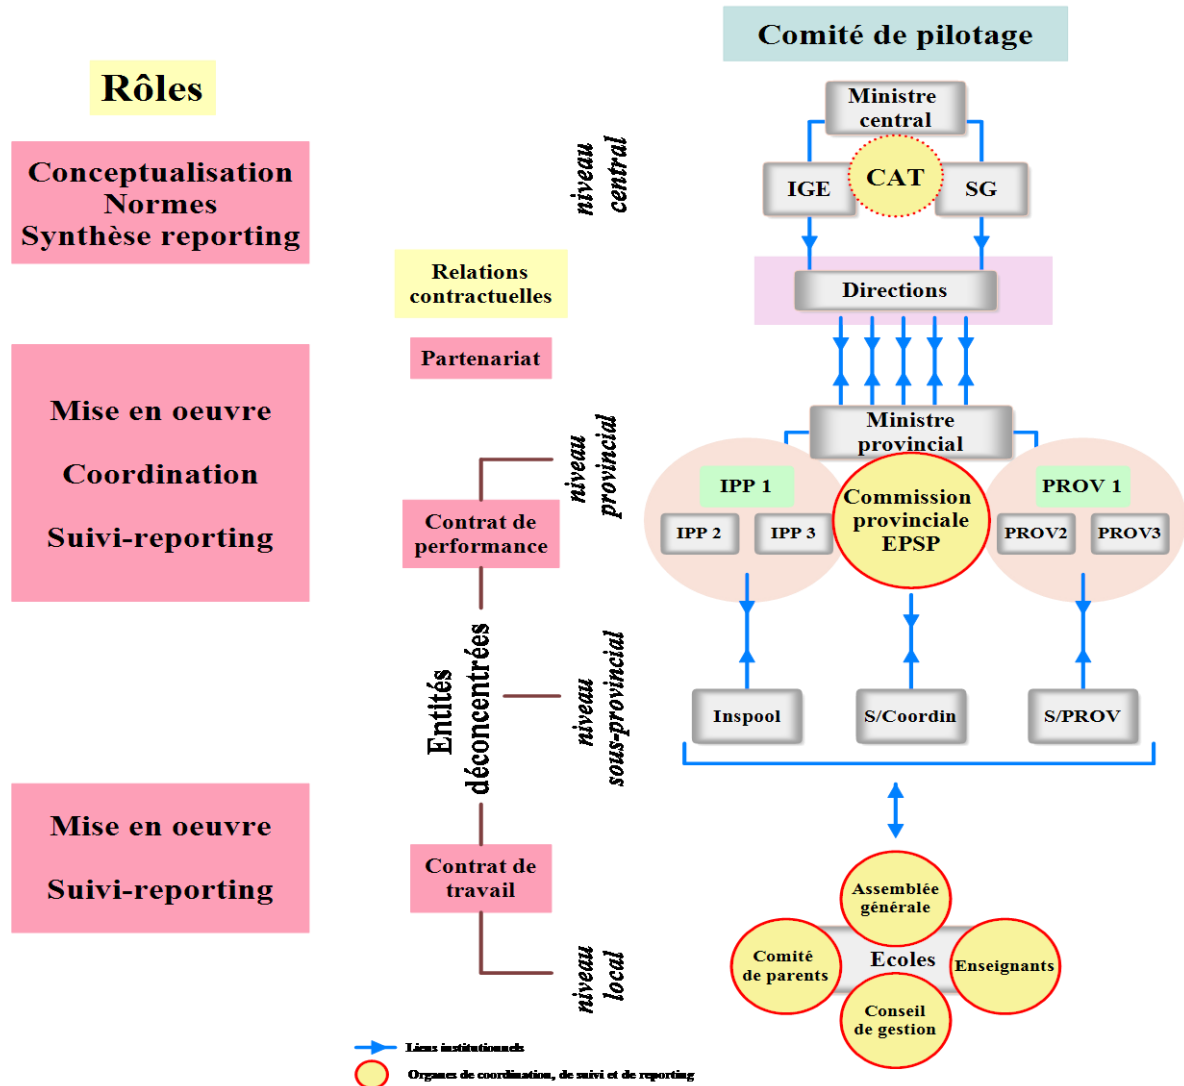 Comité de pilotage
Rôles
Ministre
central
niveau
central
IGE
CAT
SG
Conceptualisation
Normes
Synthèse reporting
Relations
contractuelles
Directions
Partenariat
Mise en oeuvre
Coordination
Suivi-reporting
niveau
provincial
Ministre
provincial
IPP 1
IPP 2
IPP 3
Commission
provinciale
EPSP
PROV 1
PROV2
PROV3
Contrat de
performance
Entités
déconcentrées
niveau
sous-provincial
Inspool
S/Coordin
S/PROV
Mise en oeuvre
Suivi-reporting
Contrat de
travail
niveau
local
Assemblée
générale
Comité
de parents
Ecoles
Enseignants
Conseil
de gestion
Liens institutionnels
Organes de coordination, de suivi et de reporting